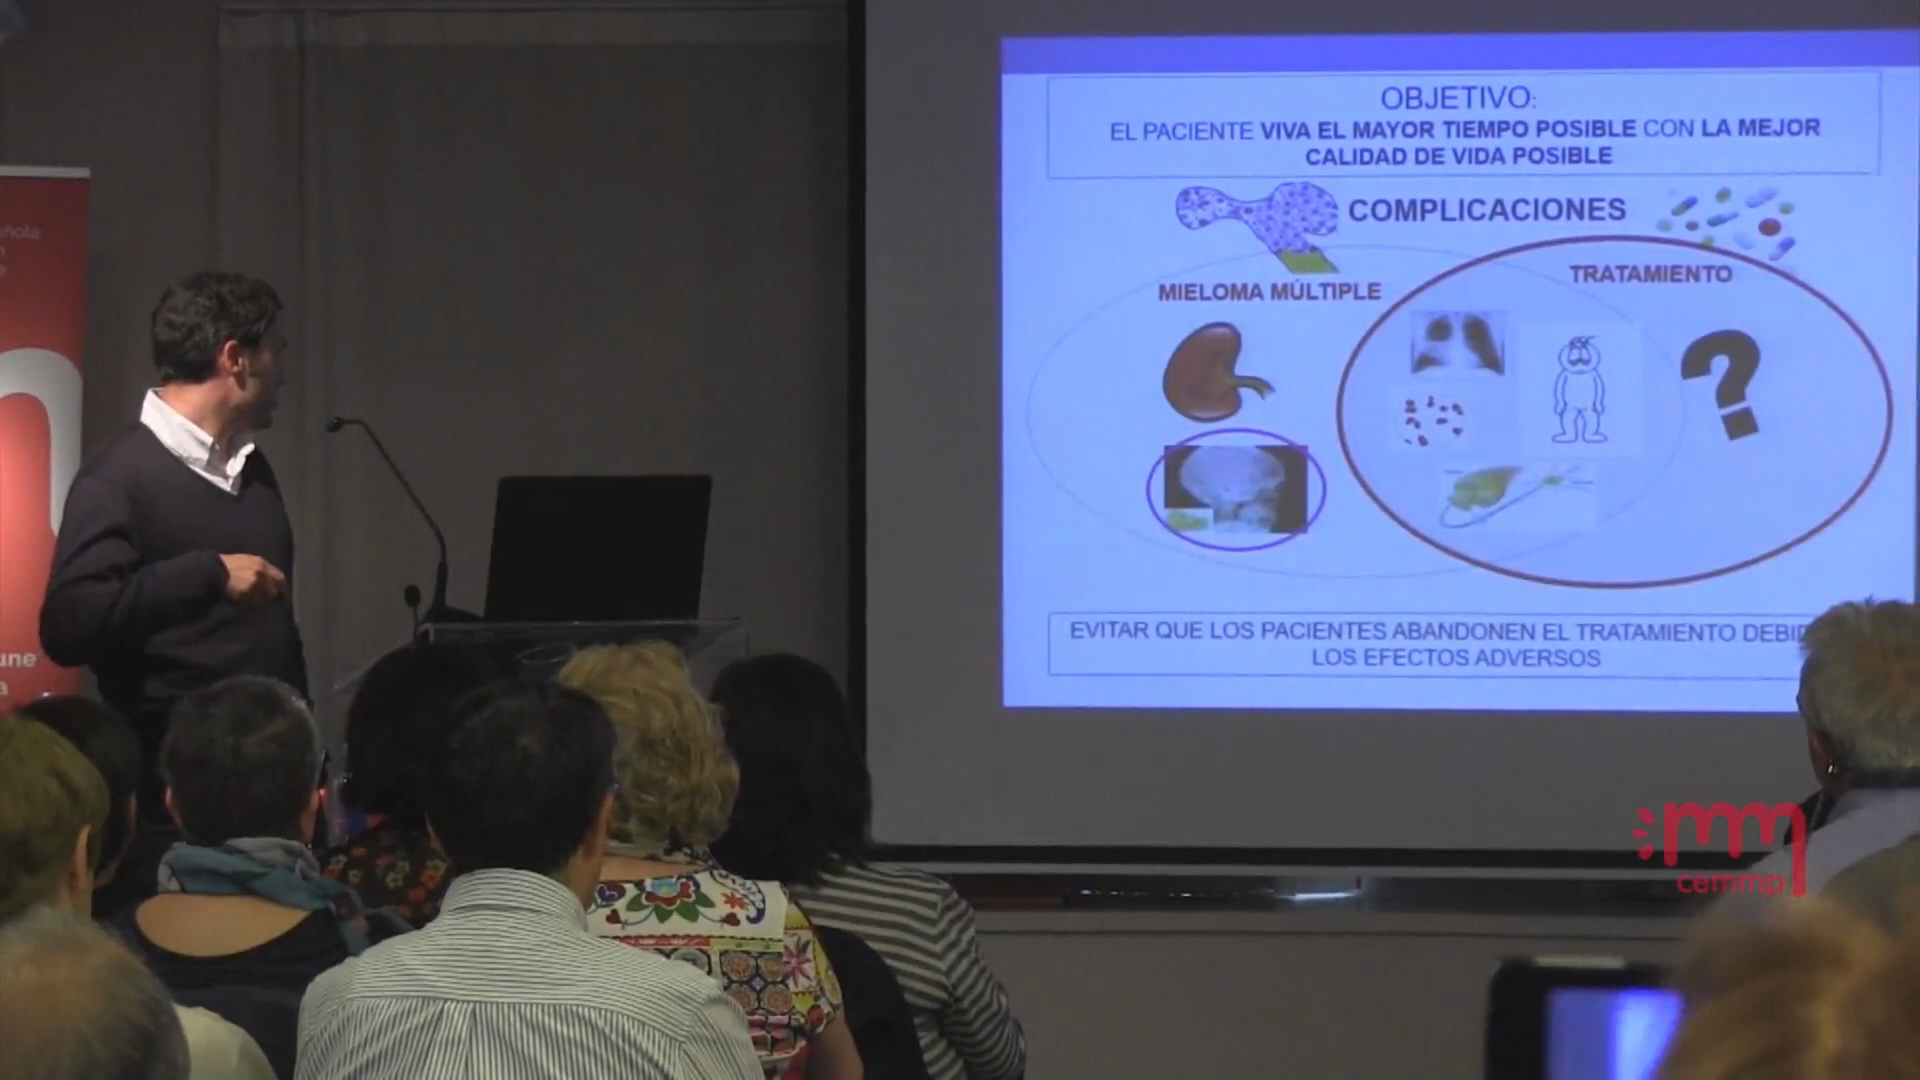 OBJETIVO:
EL PACIENTE VIVA EL MAYOR TIEMPO POSIBLE CON LA MEJOR
CALIDAD DE VIDA POSIBLE
COMPLICACIONES
TRATAMIENTO
MIELOMA MÚLTIPLE
?
EVITAR QUE LOS PACIENTES ABANDONEN EL TRATAMIENTO
LOS EFECTOS ADVERSOS
mm
cemmp